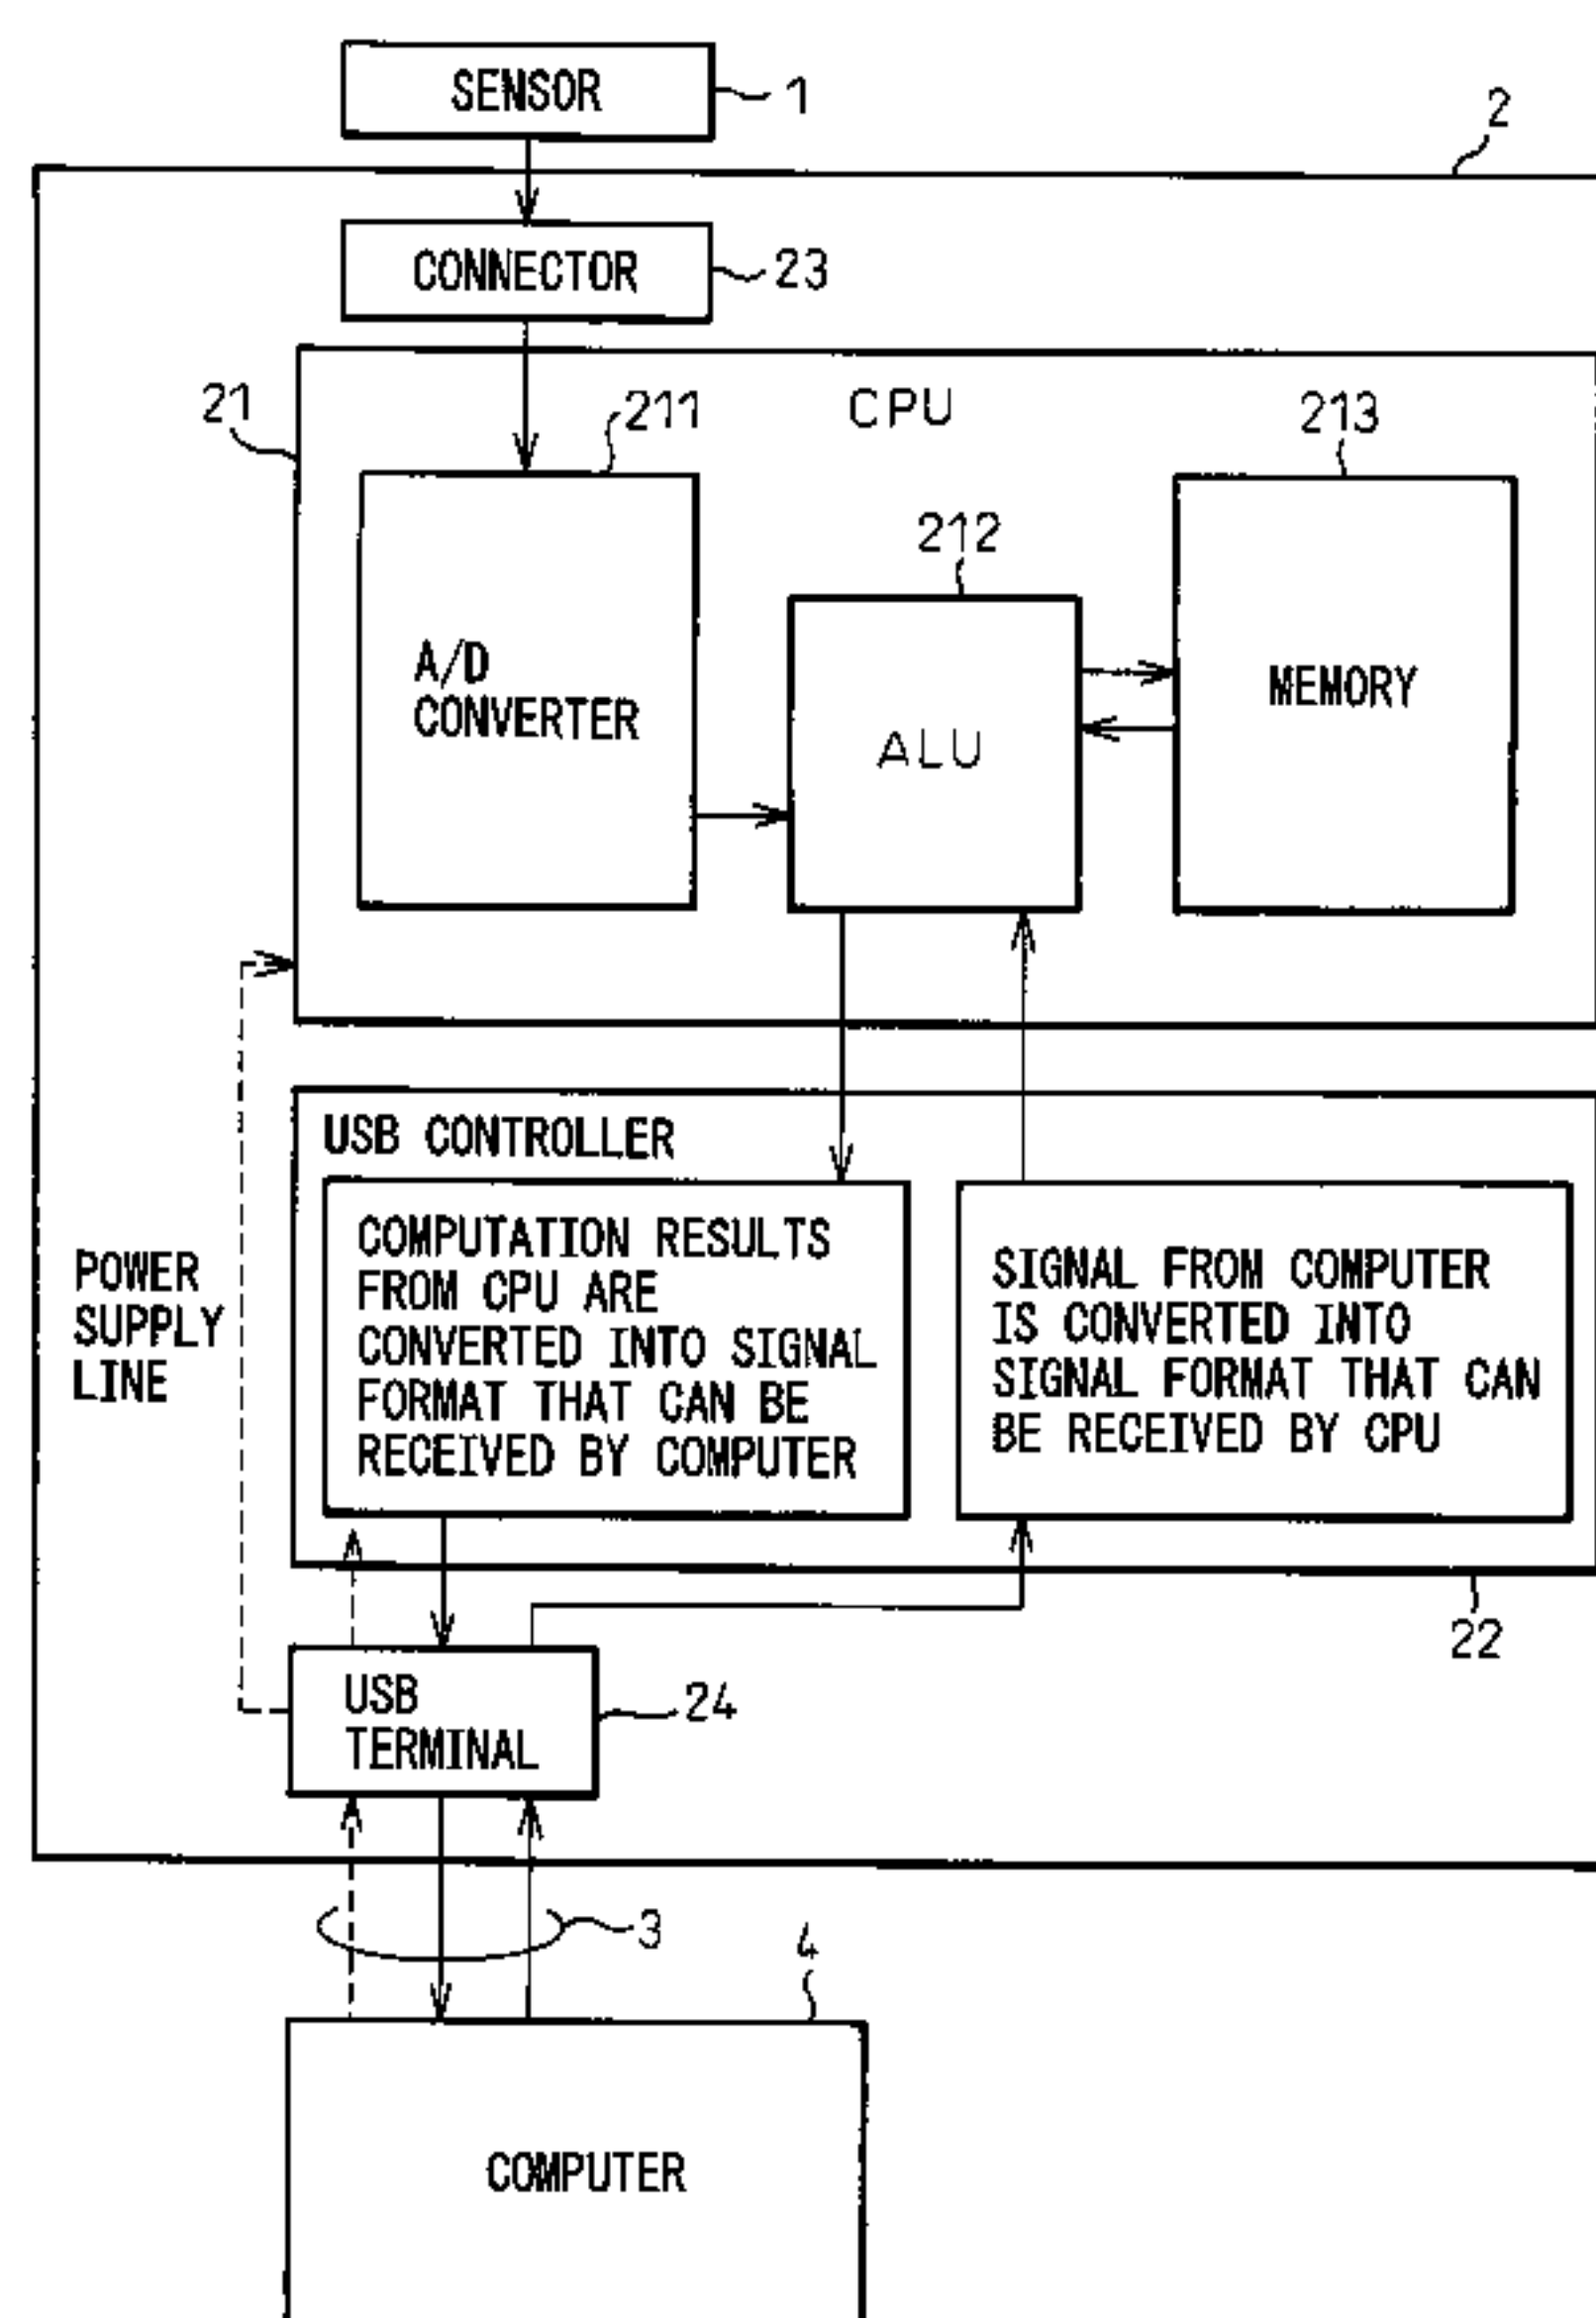 SENSOR
1
2
CONNECTOR
23
21
211
CPU
213
212
A/D
CONVERTER
ALU
MEMORY
USB CONTROLLER
COMPUTATION RESULTS
FROM CPU ARE
CONVERTED INTO SIGNAL
FORMAT THAT CAN BE
RECEIVED BY COMPUTER
SIGNAL FROM COMPUTER
IS CONVERTED INTO
SIGNAL FORMAT THAT CAN
BE RECEIVED BY CPU
POWER
SUPPLY
LINE
22
USB
TERMINAL
24
3
4
COMPUTER